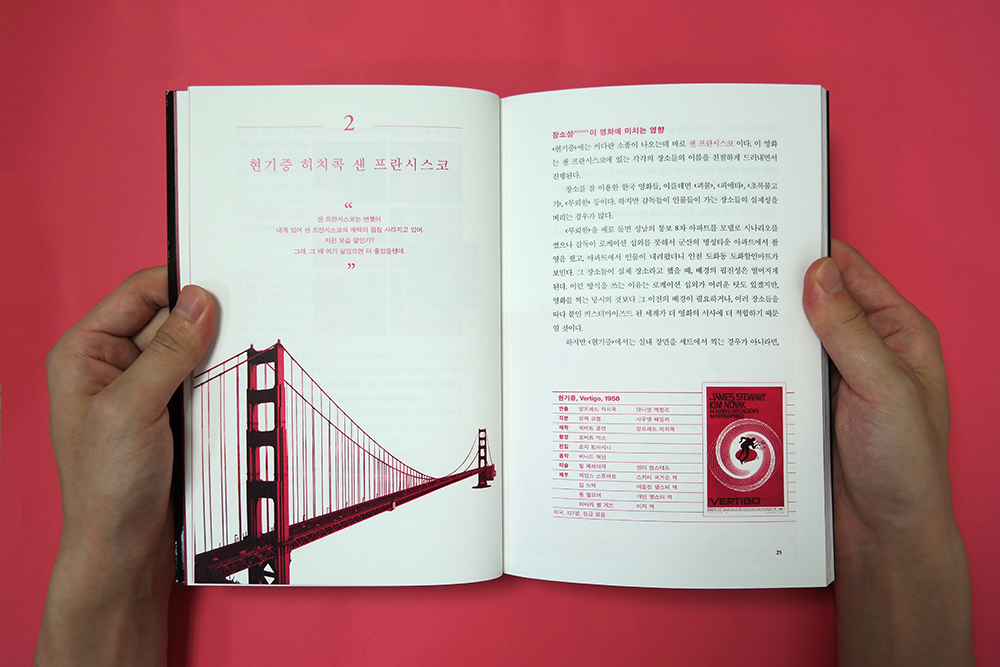 2
현기증 히치콕 샌 프란시스코
“
샌 프란시스코는 변했어
내게 있어 샌 프란시스코의 매력이 점점 사라지고 있어.
저런 모습 말인가?
그래, 그 때 여기 살았으면 더 좋았을텐데.
”
장소성 이 영화에 미치는 영향
<현기증>에는 커다란 소품이 나오는데 바로 샌 프란시스코 이다. 이 영화
는 샌 프란시스코에 있는 각각의 장소들의 이름을 친절하게 드러내면서
진행된다.
장소를 잘 이용한 한국 영화들, 이를테면 <괴물>, <피에타>, <초록물고
기>, <무뢰한> 등이다. 하지만 감독들이 인물들이 가는 장소들의 실제성을
버리는 경우가 많다.
<무뢰한>을 예로 들면 성남의 통보 8차 아파트를 모델로 시나리오를
썼으나 감독이 로케이션 섭외를 못해서 군산의 명성타운 아파트에서 촬
영을 했고, 아파트에서 인물이 내려왔더니 인천 도화동 도화할인마트가
보인다. 그 장소들이 실제 장소라고 했을 때, 배경의 핍진성은 떨어지게
된다. 이런 방식을 쓰는 이유는 로케이션 섭외가 어려운 탓도 있겠지만,
영화를 찍는 당시의 것보다 그 이전의 배경이 필요하거나, 여러 장소들을
따다 붙인 커스터마이즈드 된 세계가 더 영화의 서사에 더 적합하기 때문
일 것이다.
하지만 <현기증>에서는 실내 장면을 세트에서 찍는 경우가 아니라면,
현기증, Vertigo, 1958
연출 알프레드 히치콕
각본 알렉 코펠 사무엘 테일러
제작 허버트 콜맨 알프레드 히치콕
촬영 로버트 벅스
편집 조지 토마시니
음악 버나드 허만
미술 헨리 범스테드
배우 제임스 스튜어트 스카티 퍼거슨 역
킴 노박 매들린 엘스터 역
톰 헬모어 개빈 엘스터 역
바바라 벨 게즈 미지 역
미국, 127분, 등급 없음
JAMES STEWART
KIM NOVAK
IN ALFRED HITCHCOCK'S
MASTERPIECE
VERTIGO
25